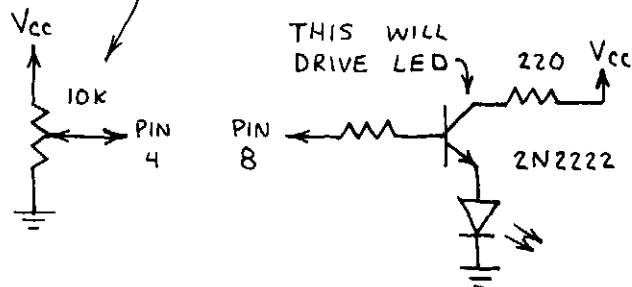 Vcc
10K
PIN
4
THIS WILL
DRIVE LED
220
Vcc
PIN
8
2N2222